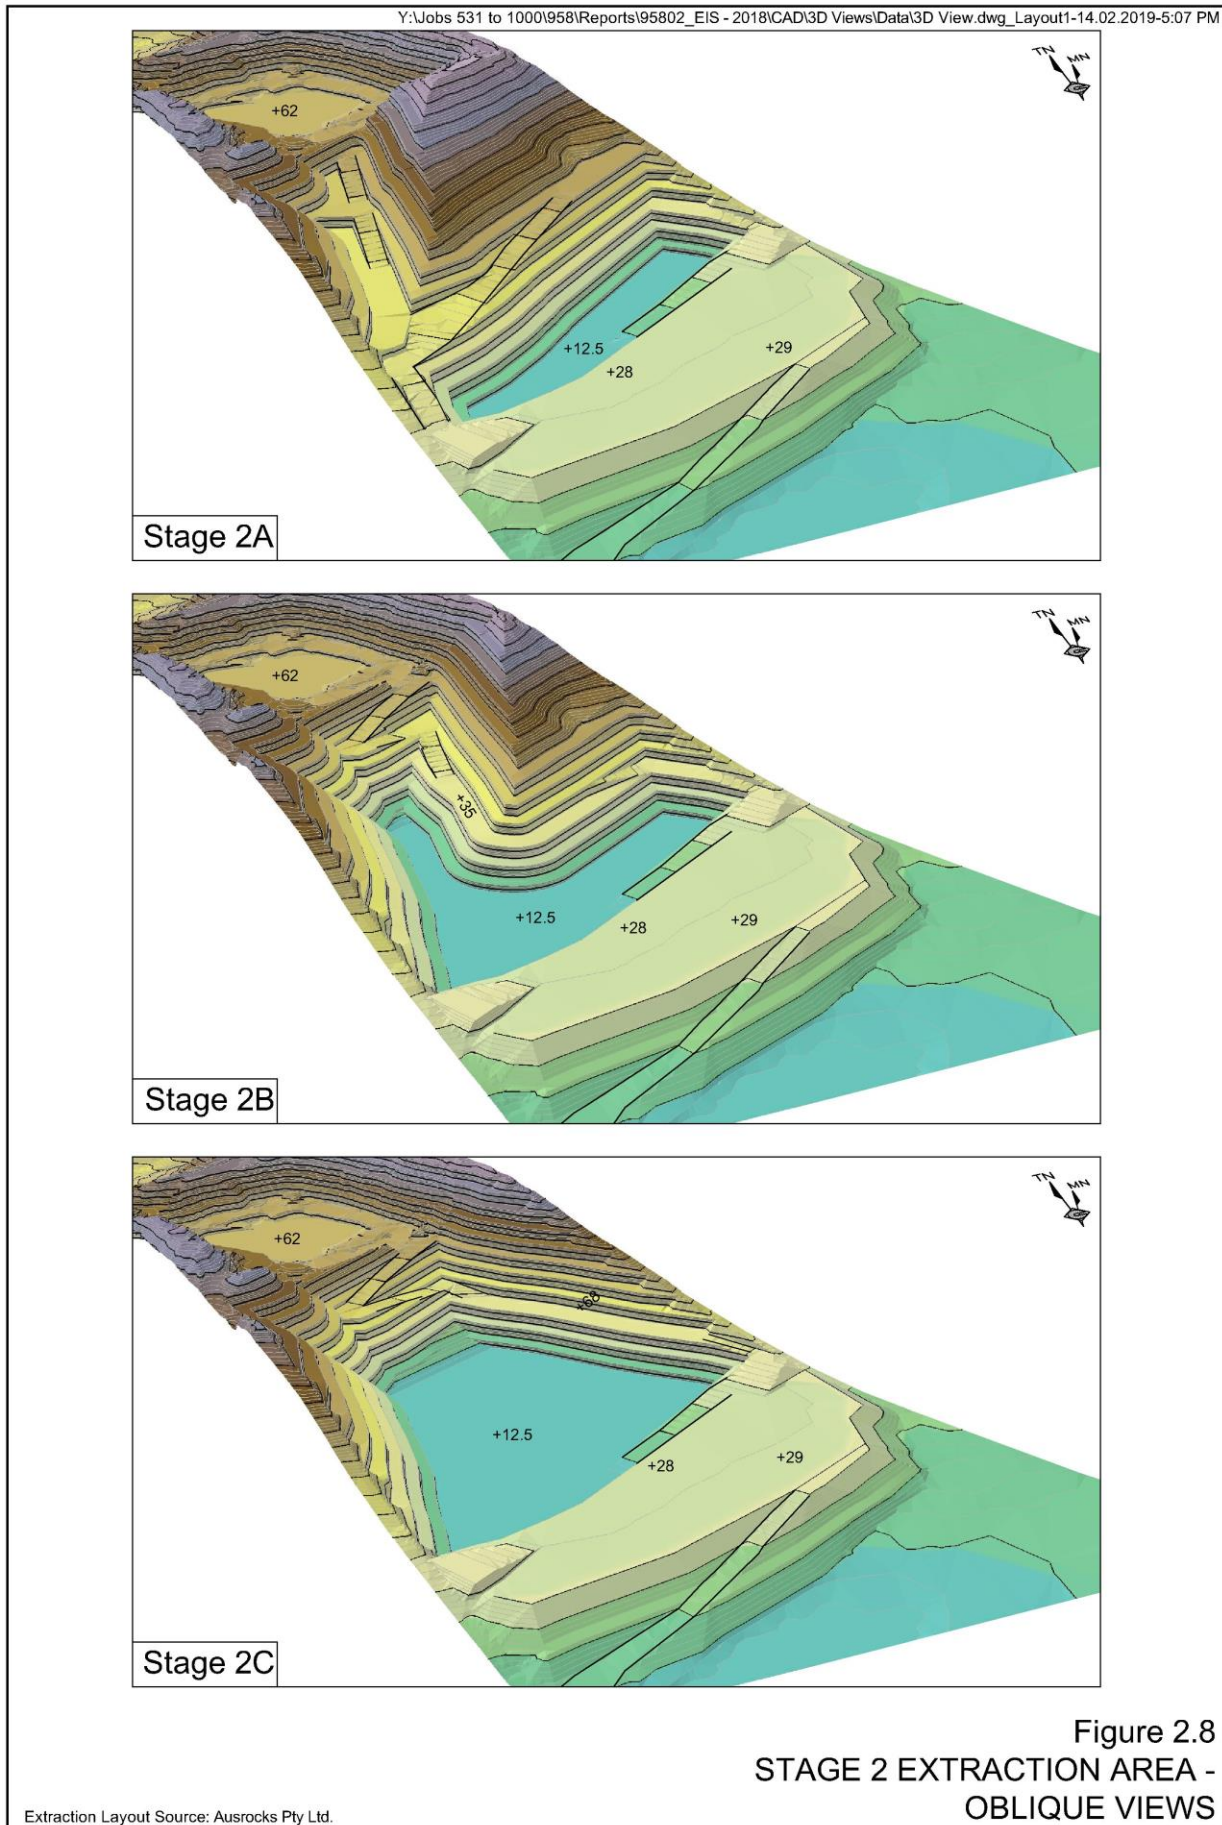 Y:\Jobs 531 to 1000\958\Reports\95802_EIS - 2018\CAD\3D Views\Data\3D View.dwg_Layout1-14.02.2019-5:07 PM
TN MN
+62
+12.5
+29
+28
Stage 2A
TN MN
+62
+35
+12.5
+28
+29
Stage 2B
TN MN
+62
+68
+12.5
+28
+29
Stage 2C
Figure 2.8
STAGE 2 EXTRACTION AREA -
OBLIQUE VIEWS
Extraction Layout Source: Ausrocks Pty Ltd.